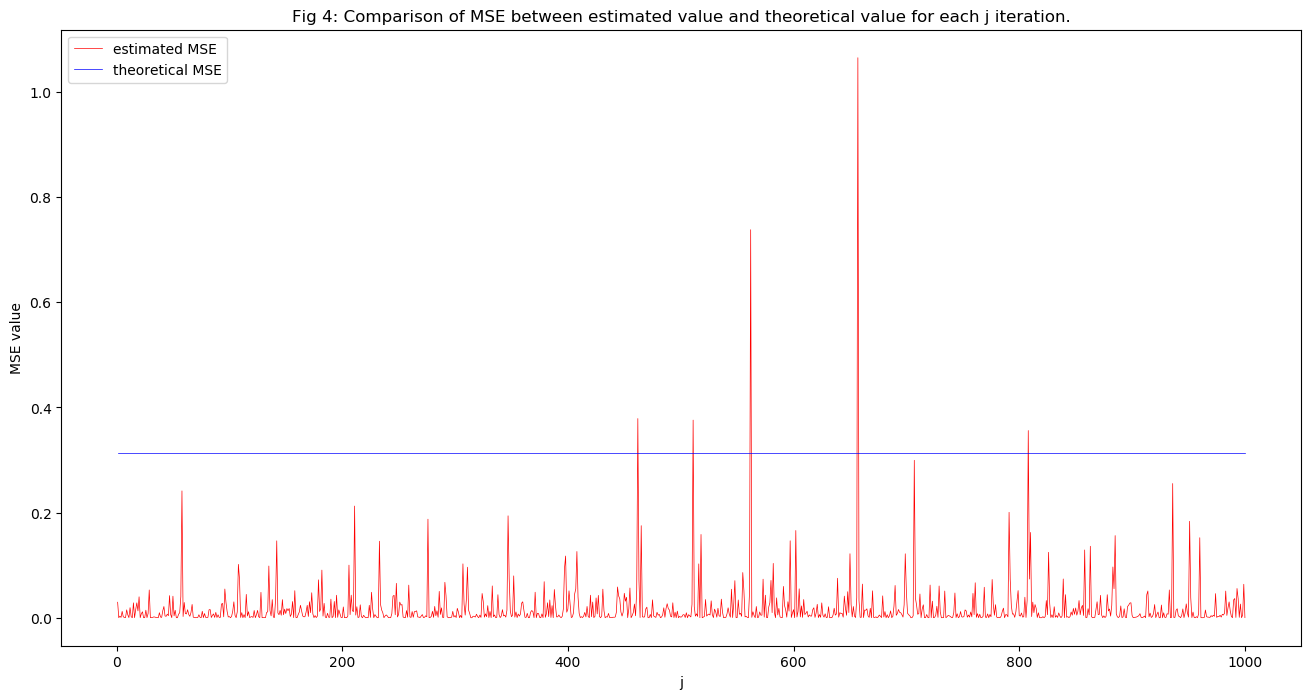 Fig 4: Comparison of MSE between estimated value and theoretical value for each j iteration.
estimated MSE
theoretical MSE
1.0
0.8
0.6
0.4
0.2
0.0
MSE value
0 200 400 600 800 1000
j